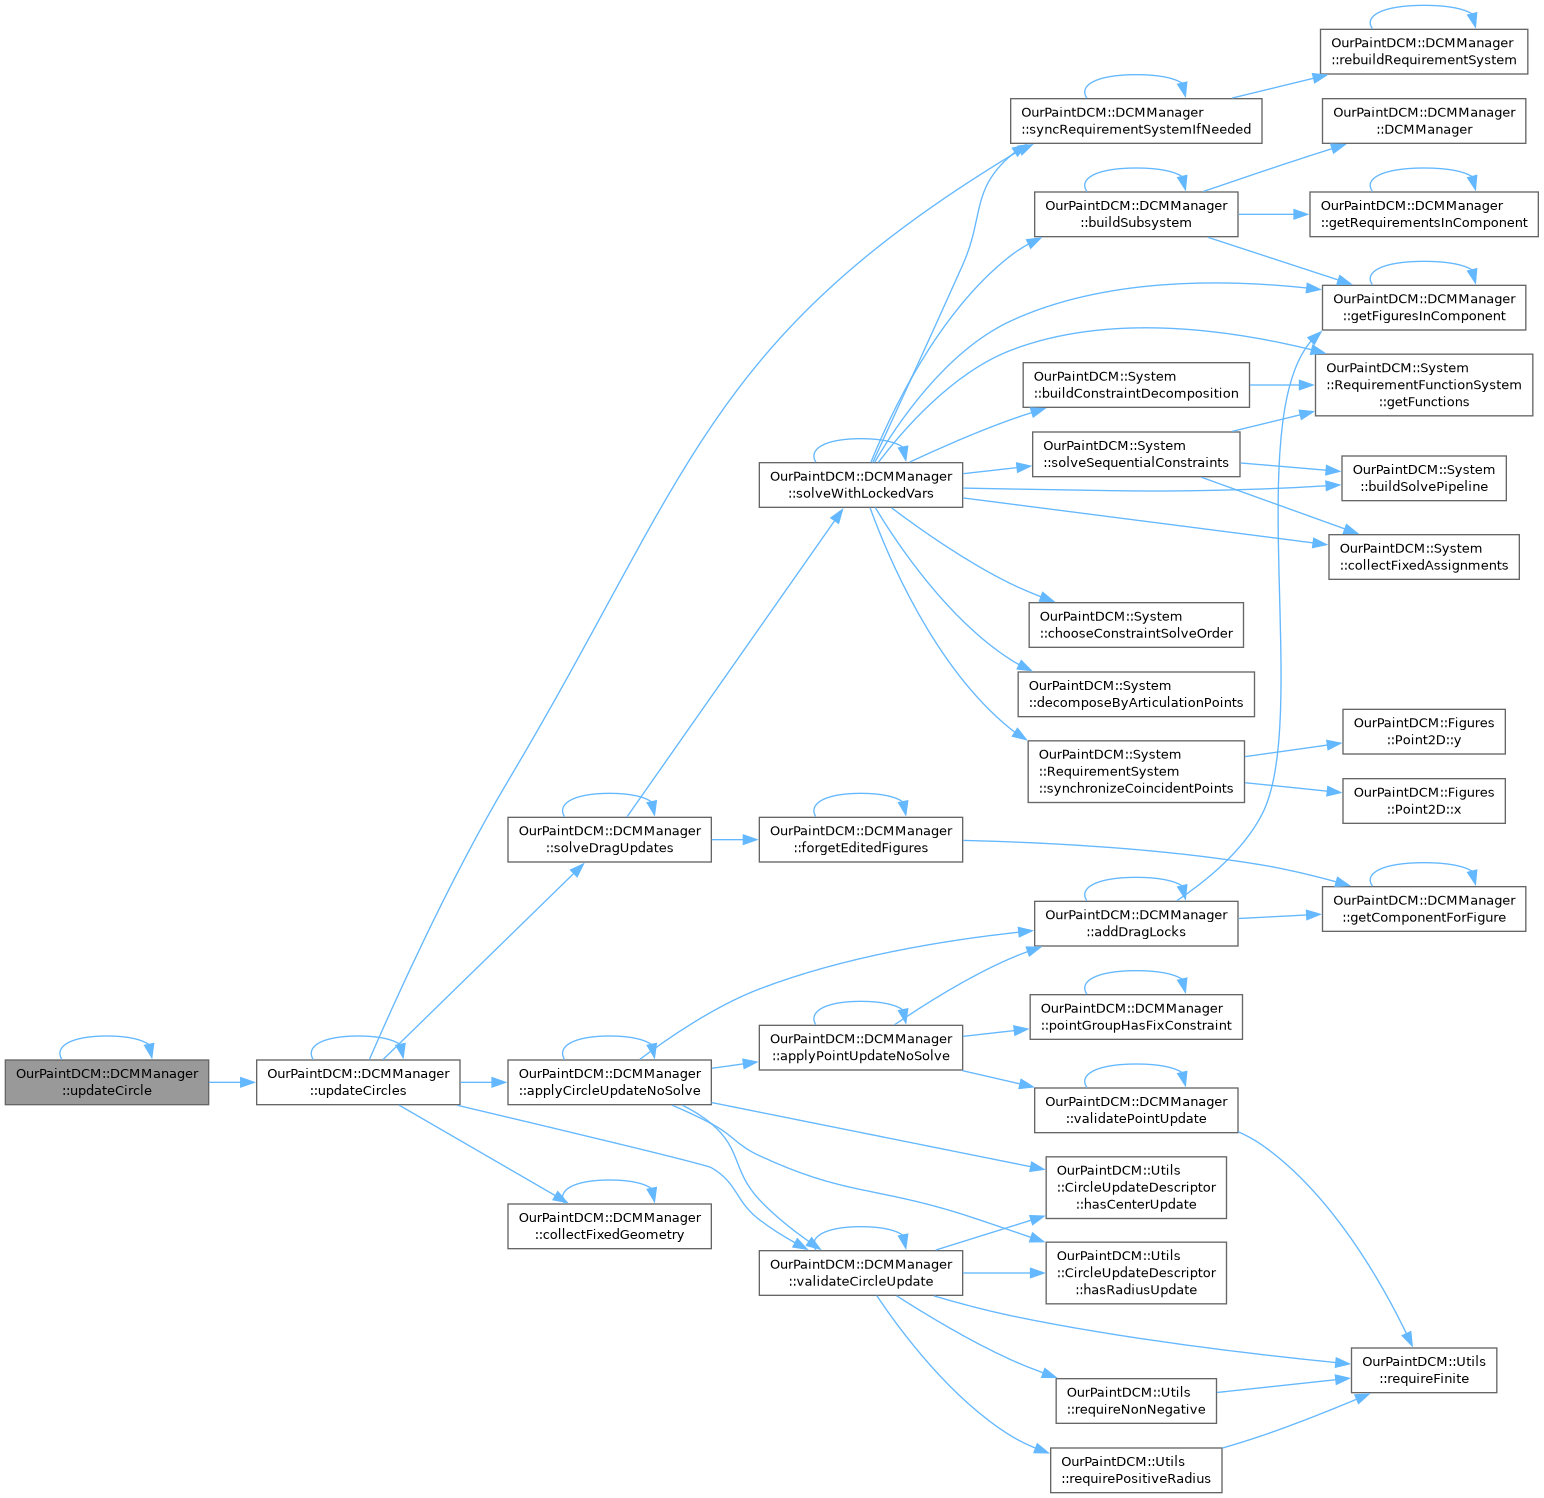 OurPaintDCM::DCMManager
::updateCircle
OurPaintDCM::DCMManager
::updateCircles
OurPaintDCM::DCMManager
::solveDragUpdates
OurPaintDCM::DCMManager
::applyCircleUpdateNoSolve
OurPaintDCM::DCMManager
::collectFixedGeometry
OurPaintDCM::DCMManager
::solveWithLockedVars
OurPaintDCM::DCMManager
::forgetEditedFigures
OurPaintDCM::DCMManager
::applyPointUpdateNoSolve
OurPaintDCM::DCMManager
::validateCircleUpdate
OurPaintDCM::DCMManager
::syncRequirementSystemIfNeeded
OurPaintDCM::DCMManager
::buildSubsystem
OurPaintDCM::System
::buildConstraintDecomposition
OurPaintDCM::System
::solveSequentialConstraints
OurPaintDCM::System
::chooseConstraintSolveOrder
OurPaintDCM::System
::decomposeByArticulationPoints
OurPaintDCM::System
::RequirementSystem
::synchronizeCoincidentPoints
OurPaintDCM::DCMManager
::addDragLocks
OurPaintDCM::DCMManager
::pointGroupHasFixConstraint
OurPaintDCM::DCMManager
::validatePointUpdate
OurPaintDCM::Utils
::CircleUpdateDescriptor
::hasCenterUpdate
OurPaintDCM::Utils
::CircleUpdateDescriptor
::hasRadiusUpdate
OurPaintDCM::Utils
::requireNonNegative
OurPaintDCM::Utils
::requirePositiveRadius
OurPaintDCM::DCMManager
::rebuildRequirementSystem
OurPaintDCM::DCMManager
::DCMManager
OurPaintDCM::DCMManager
::getRequirementsInComponent
OurPaintDCM::DCMManager
::getFiguresInComponent
OurPaintDCM::System
::RequirementFunctionSystem
::getFunctions
OurPaintDCM::System
::buildSolvePipeline
OurPaintDCM::System
::collectFixedAssignments
OurPaintDCM::Figures
::Point2D::y
OurPaintDCM::Figures
::Point2D::x
OurPaintDCM::DCMManager
::getComponentForFigure
OurPaintDCM::Utils
::requireFinite